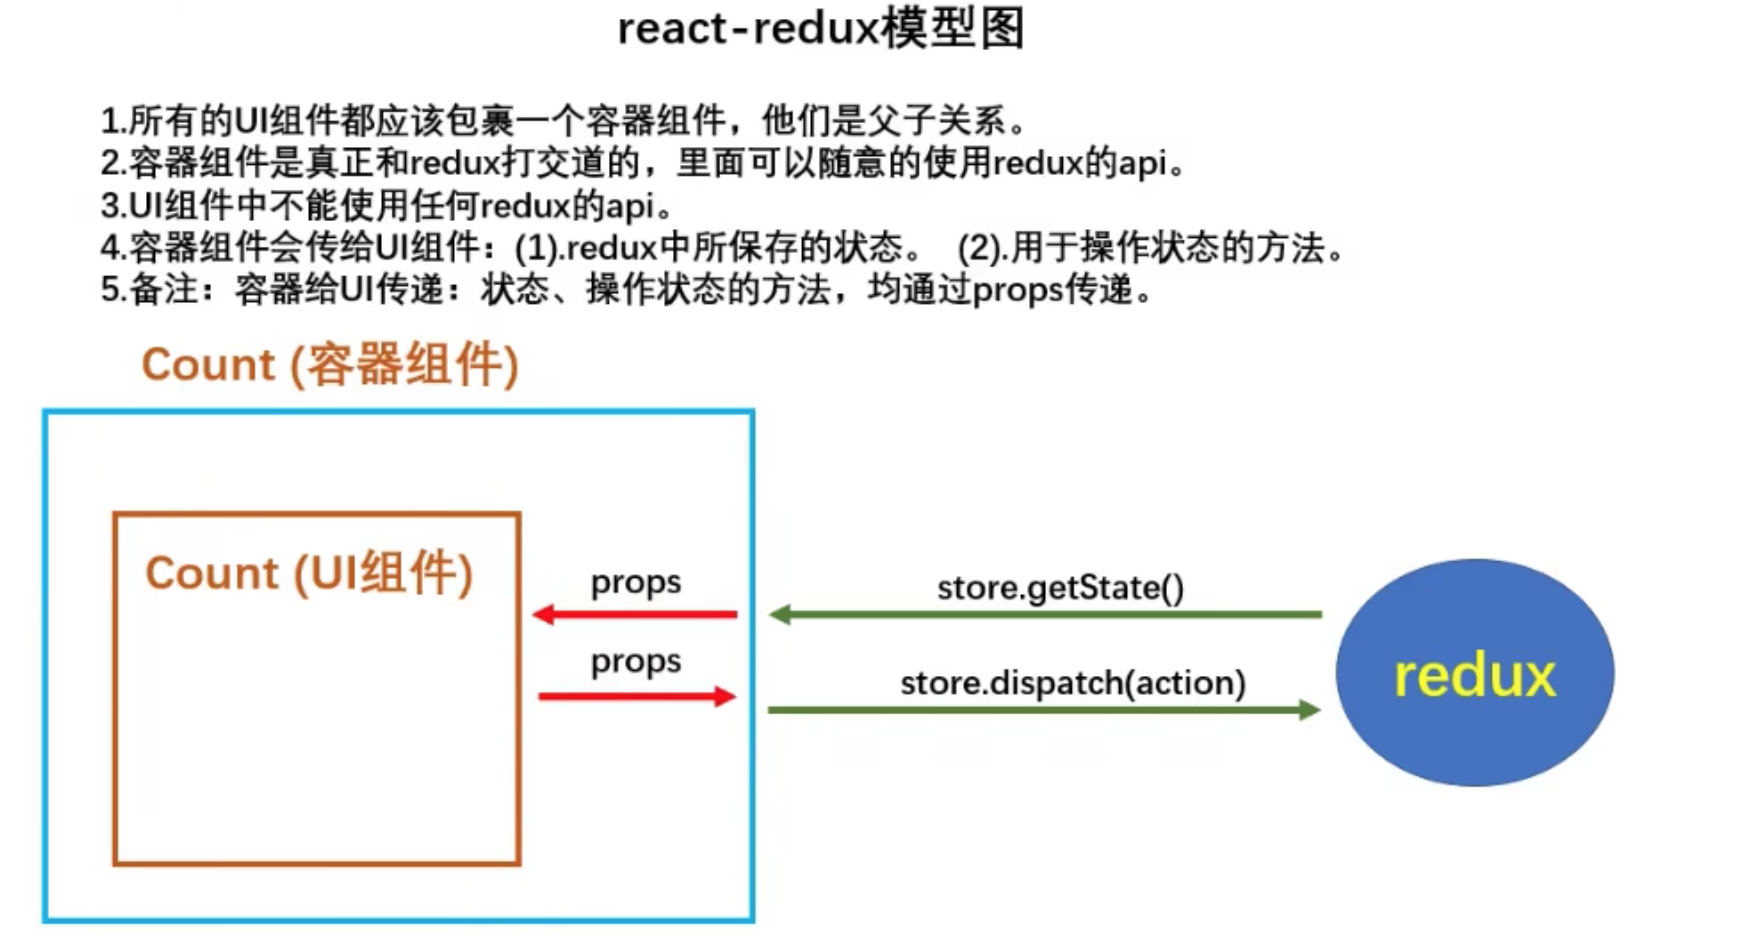 react-redux模型图
1.所有的UI组件都应该包裹一个容器组件，他们是父子关系。
2.容器组件是真正和redux打交道的，里面可以随意的使用redux的api。
3.UI组件中不能使用任何redux的api。
4.容器组件会传给UI组件：(1).redux中所保存的状态。 (2).用于操作状态的方法。
5.备注：容器给UI传递：状态、操作状态的方法，均通过props传递。
Count (容器组件)
Count (UI组件)
props
store.getState()
props
store.dispatch(action)
redux